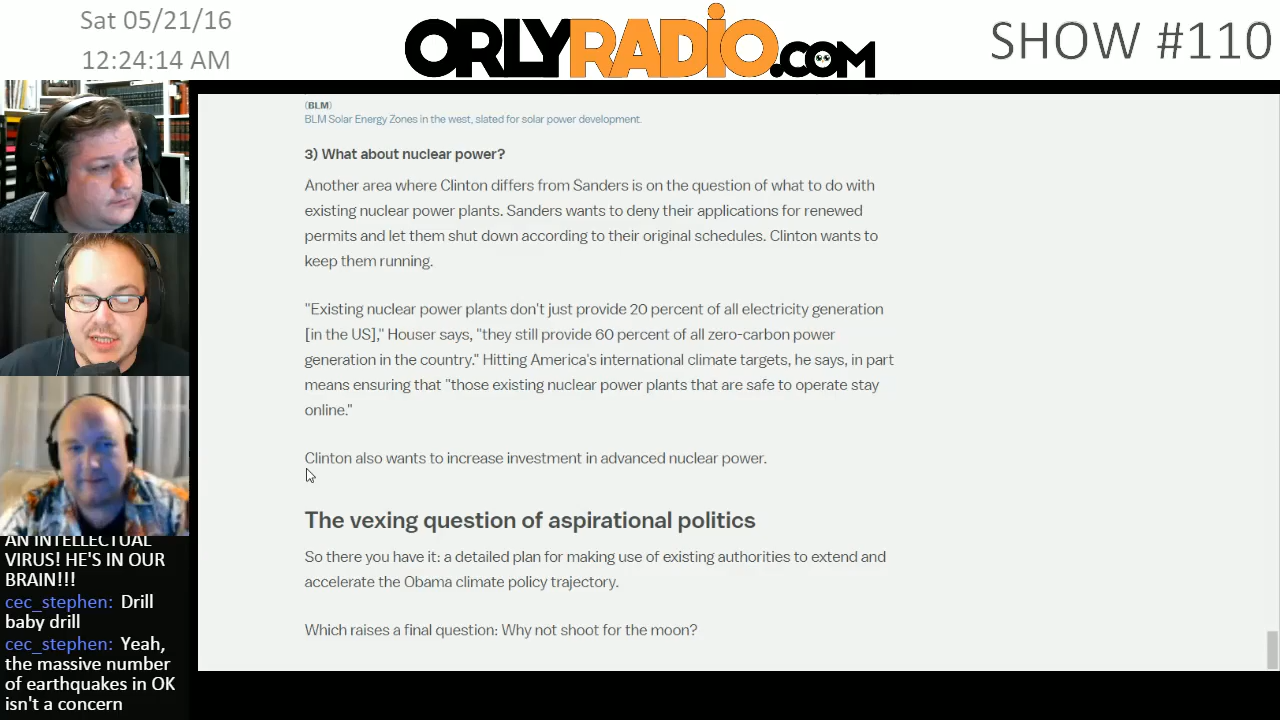 Sat 05/21/16
12:24:14 AM
ORLYRADIO.COM
SHOW #110
(BLM)
BLM Solar Energy Zones in the west, slated for solar power development.
3) What about nuclear power?
Another area where Clinton differs from Sanders is on the question of what to do with
existing nuclear power plants. Sanders wants to deny their applications for renewed
permits and let them shut down according to their original schedules. Clinton wants to
keep them running.
"Existing nuclear power plants don't just provide 20 percent of all electricity generation
[in the US]," Houser says, "they still provide 60 percent of all zero-carbon power
generation in the country." Hitting America's international climate targets, he says, in part
means ensuring that "those existing nuclear power plants that are safe to operate stay
online."
Clinton also wants to increase investment in advanced nuclear power.
The vexing question of aspirational politics
So there you have it: a detailed plan for making use of existing authorities to extend and
accelerate the Obama climate policy trajectory.
Which raises a final question: Why not shoot for the moon?
AN INTELLECTUAL
VIRUS! HE'S IN OUR
BRAIN!!!
cec_stephen: Drill
baby drill
cec_stephen: Yeah,
the massive number
of earthquakes in OK
isn't a concern